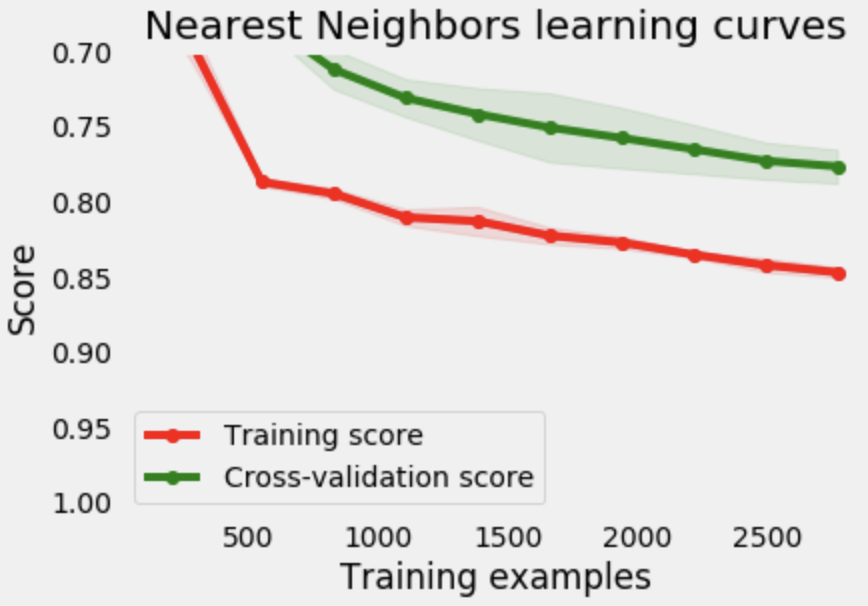 Nearest Neighbors learning curves
0.70
0.75
0.80
0.85
0.90
0.95
1.00
Score
Training score
Cross-validation score
500 1000 1500 2000 2500
Training examples